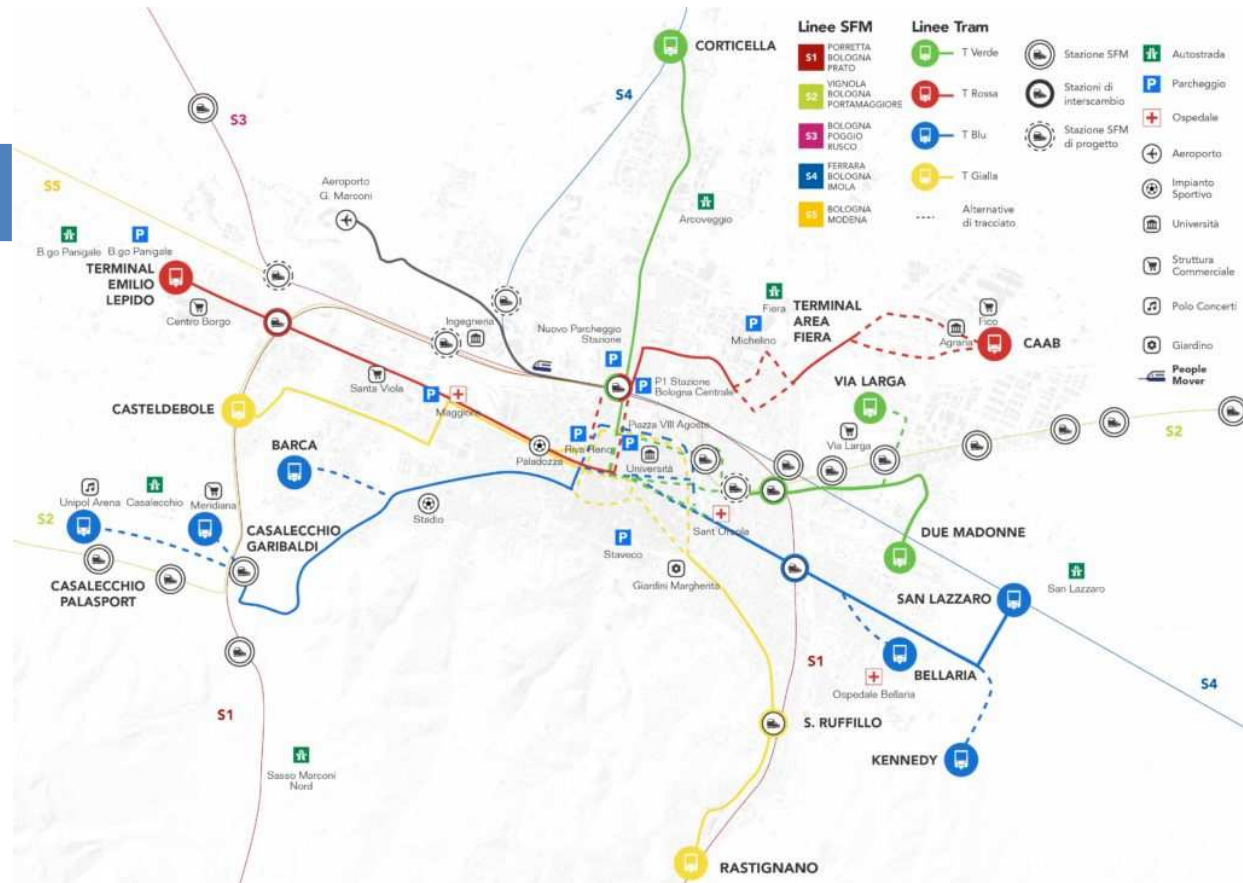 Linee SFM
S1
PORRETTA
BOLOGNA
PRATO
S2
VIGNOLA
BOLOGNA
PORTAMAGGIORE
S3
BOLOGNA
POGGIO
RUSCO
S4
FERRARA
BOLOGNA
IMOLA
S5
BOLOGNA
MODENA
Linee Tram
T Verde
T Rossa
T Blu
T Gialla
Alternative
di tracciato
Stazione SFM
Stazioni di
interscambio
Stazione SFM
di progetto
Autostrada
P Parcheggio
Ospedale
Aeroporto
Impianto
Sportivo
Università
Struttura
Commerciale
Polo Concerti
Giardino
People
Mover
CORTICELLA
S4
S3
S5
Aeroporto
G. Marconi
Arcoveggio
P
B.go Panigale
B.go Panigale
TERMINAL
EMILIO
LEPIDO
Centro Borgo
Ingegneria
Nuovo Parcheggio
Stazione
P
Fiera
P
Michelino
TERMINAL
AREA
FIERA
Fico
Agraria
CAAB
Santa Viola
P
Maggiore
P
P1 Stazione
Bologna Centrale
VIA LARGA
Via Larga
S2
CASTELDEBOLE
Piazza VIII Agosto
P
P
Riva Reno
Paladozza
Università
BARCA
Stadio
Unipol Arena
Casalecchio
Meridiana
S2
CASALECCHIO
GARIBALDI
CASALECCHIO
PALASPORT
Sant'Orsola
P
Staveco
Giardini Margherita
DUE MADONNE
SAN LAZZARO
San Lazzaro
BELLARIA
Ospedale Bellaria
S1
S4
S. RUFFILLO
KENNEDY
S1
Sasso Marconi
Nord
RASTIGNANO